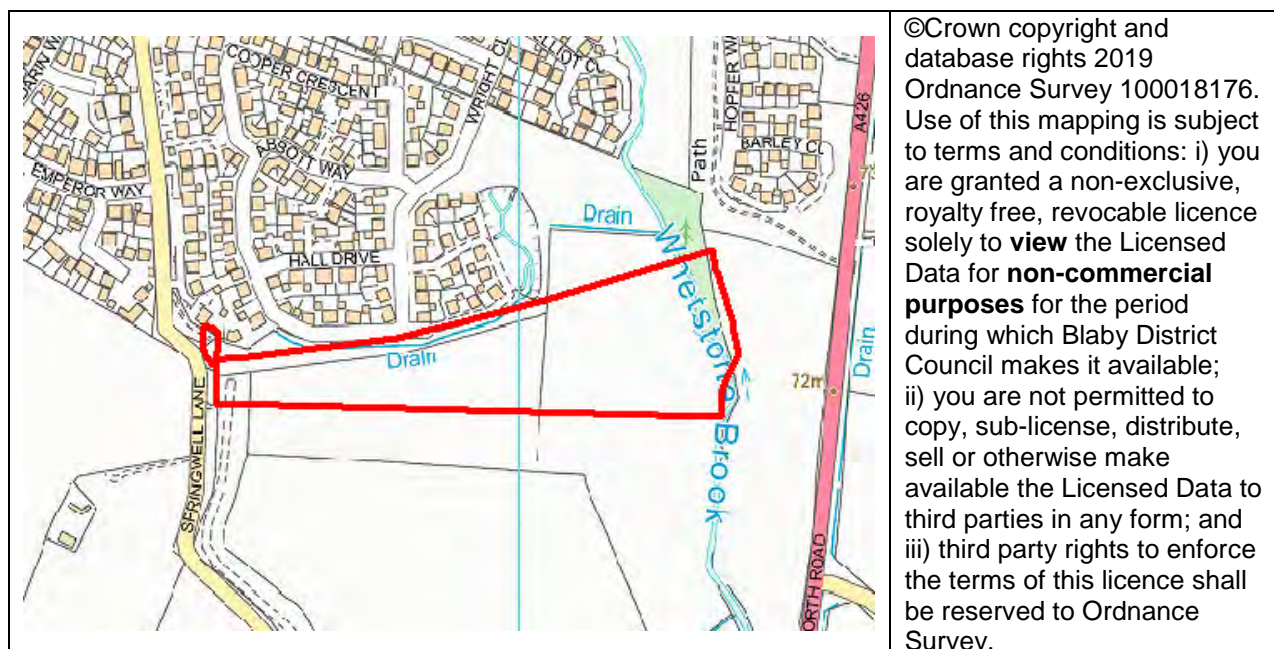 COOPER CRESCENT
WRIGHT CL
ABBOTT WAY
EMPEROR WAY
HALL DRIVE
SPRINGWELL LANE
Drain
Drain
Whetstone Brook
Path
BARLEY CL
A426
72m
Drain
©Crown copyright and
database rights 2019
Ordnance Survey 100018176.
Use of this mapping is subject
to terms and conditions: i) you
are granted a non-exclusive,
royalty free, revocable licence
solely to view the Licensed
Data for non-commercial
purposes for the period
during which Blaby District
Council makes it available;
ii) you are not permitted to
copy, sub-license, distribute,
sell or otherwise make
available the Licensed Data to
third parties in any form; and
iii) third party rights to enforce
the terms of this licence shall
be reserved to Ordnance
Survey.